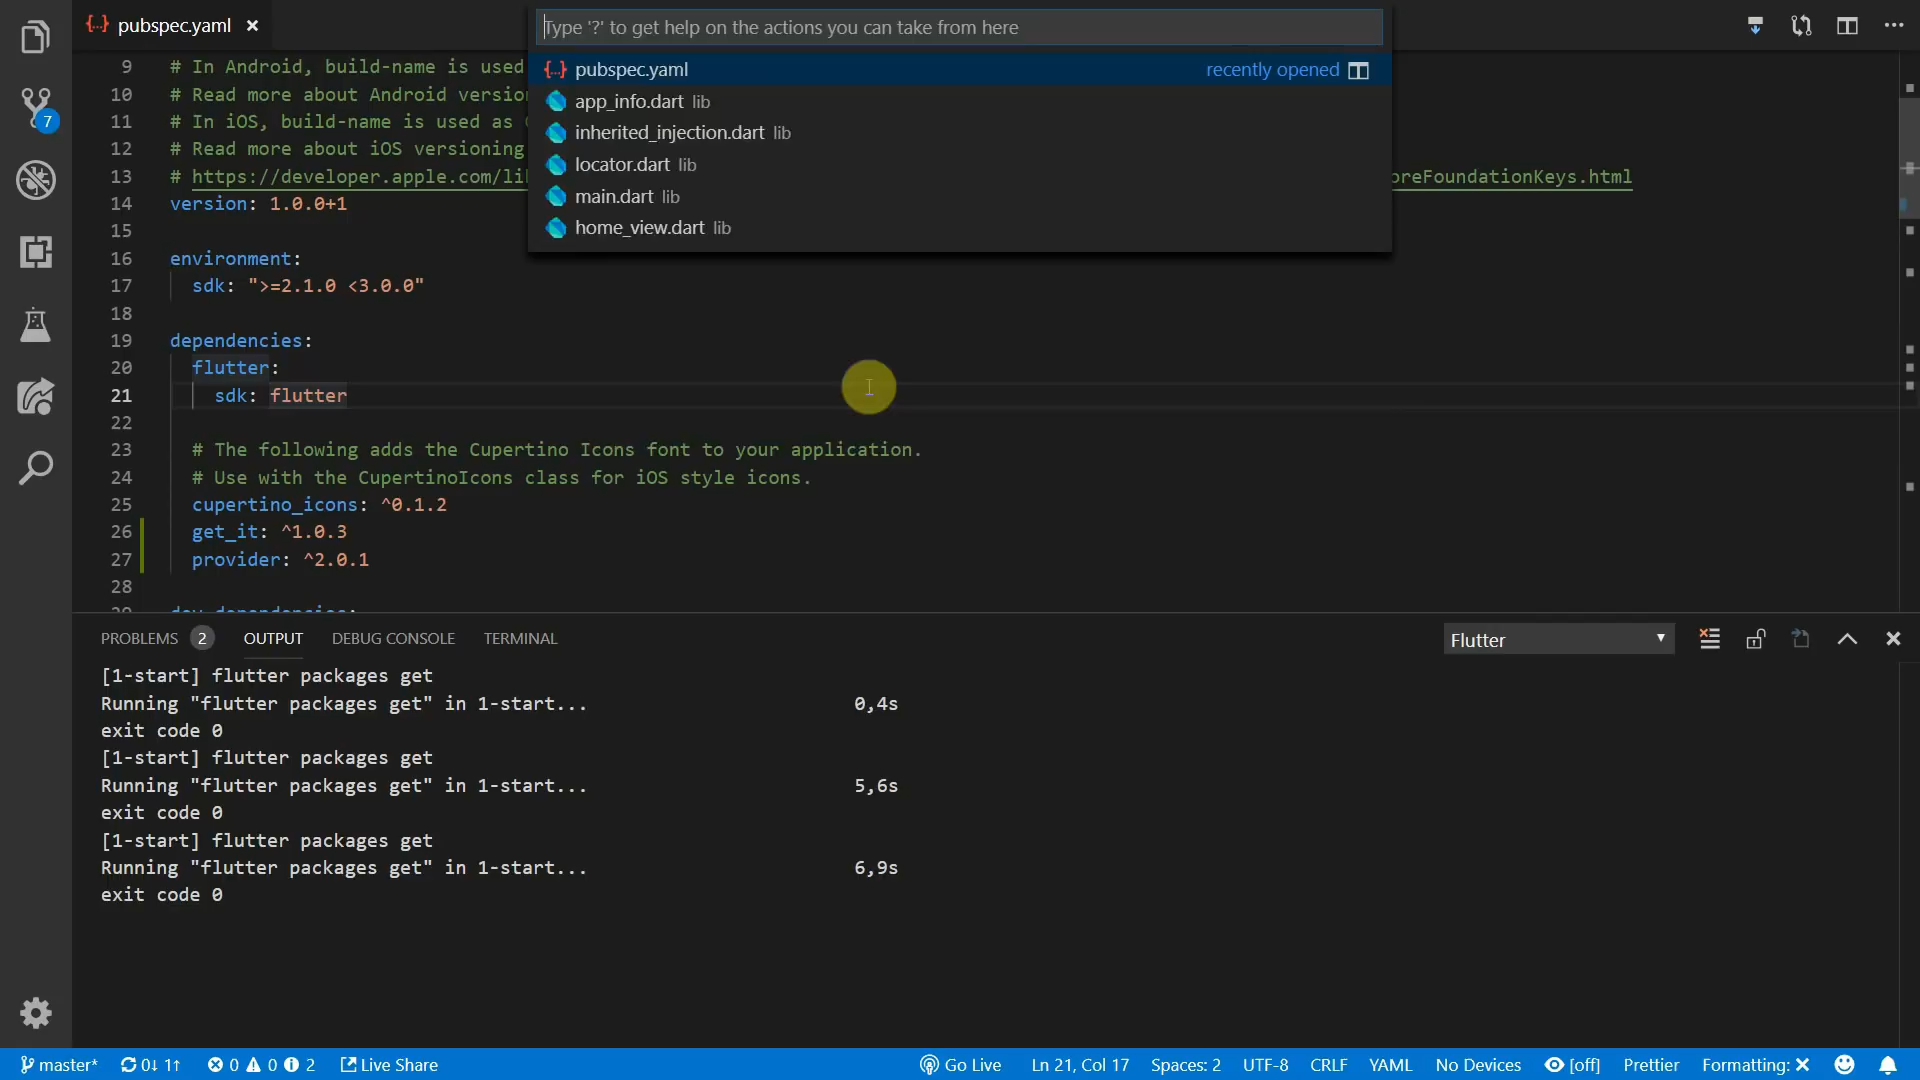 pubspec.yaml
Type '?' to get help on the actions you can take from here
pubspec.yaml recently opened
app_info.dart lib
inherited_injection.dart lib
locator.dart lib
main.dart lib
home_view.dart lib
9 # In Android, build-name is used
10 # Read more about Android version
11 # In iOS, build-name is used as
12 # Read more about iOS versioning
13 # https://developer.apple.com/li oreFoundationKeys.html
14 version: 1.0.0+1
15
16 environment:
17 sdk: ">=2.1.0 <3.0.0"
18
19 dependencies:
20 flutter:
21 sdk: flutter
22
23 # The following adds the Cupertino Icons font to your application.
24 # Use with the CupertinoIcons class for iOS style icons.
25 cupertino_icons: ^0.1.2
26 get_it: ^1.0.3
27 provider: ^2.0.1
28
29 dev_dependencies:
7
PROBLEMS 2 OUTPUT DEBUG CONSOLE TERMINAL Flutter
[1-start] flutter packages get
Running "flutter packages get" in 1-start... 0,4s
exit code 0
[1-start] flutter packages get
Running "flutter packages get" in 1-start... 5,6s
exit code 0
[1-start] flutter packages get
Running "flutter packages get" in 1-start... 6,9s
exit code 0
master* 0↓ 1↑ 0 0 2 Live Share Go Live Ln 21, Col 17 Spaces: 2 UTF-8 CRLF YAML No Devices [off] Prettier Formatting: ✕